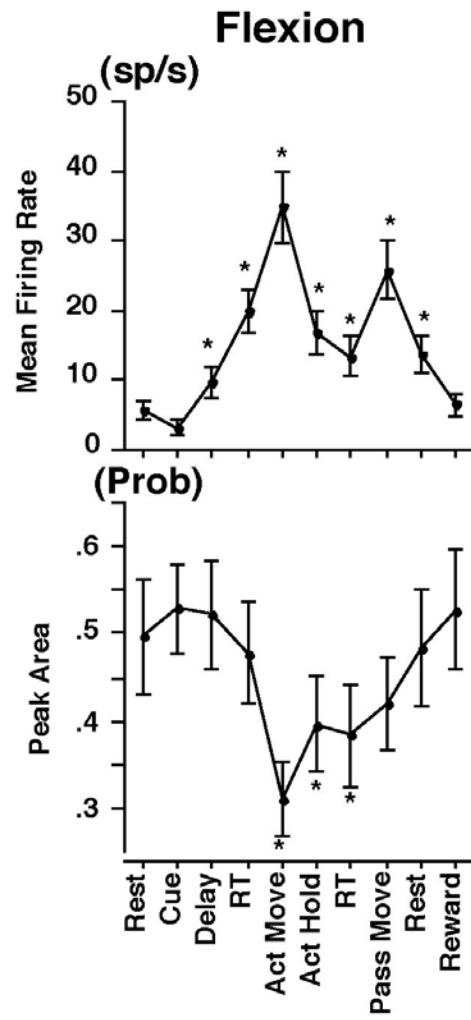 Flexion
(sp/s)
50
40
30
20
10
0
Mean Firing Rate
* * * * * * * *
(Prob)
.6
.5
.4
.3
Peak Area
* * *
Rest
Cue
Delay
RT
Act Move
Act Hold
RT
Pass Move
Rest
Reward